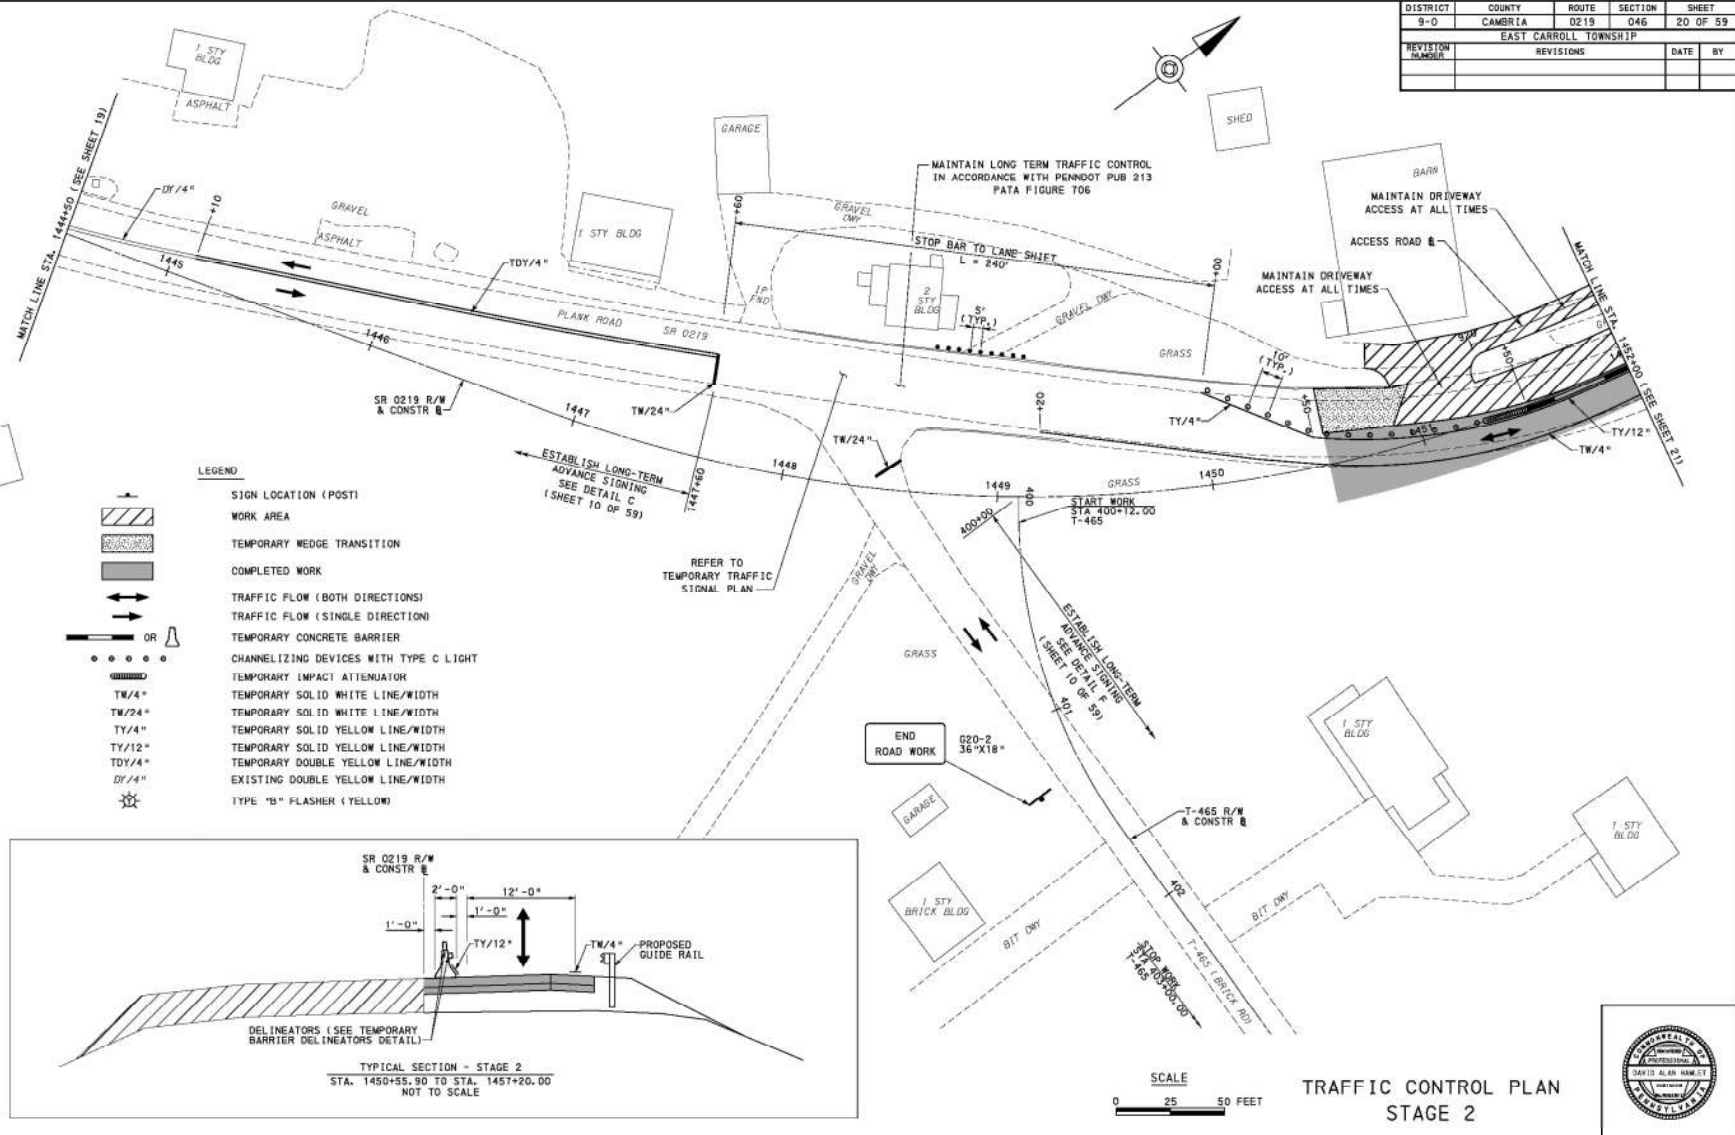 DISTRICT COUNTY ROUTE SECTION SHEET
9-0 CAMBRIA 0219 046 20 OF 59
EAST CARROLL TOWNSHIP
REVISION NUMBER REVISIONS DATE BY
1 STY
BLDG
ASPHALT
MATCH LINE STA. 1444+50 (SEE SHEET 19)
DY/4"
+10
GRAVEL
ASPHALT
1 STY BLDG
GARAGE
+60
GRAVEL
DWY
MAINTAIN LONG TERM TRAFFIC CONTROL
IN ACCORDANCE WITH PENNDOT PUB 213
PATA FIGURE 706
SHED
BARN
MAINTAIN DRIVEWAY
ACCESS AT ALL TIMES
ACCESS ROAD ℄
MAINTAIN DRIVEWAY
ACCESS AT ALL TIMES
MATCH LINE STA. 1452+00 (SEE SHEET 21)
STOP BAR TO LANE SHIFT
L = 240'
+00
1445
TDY/4"
IP
FND
2
STY
BLDG
5'
(TYP.)
GRAVEL DWY
PLANK ROAD
SR 0219
GRASS
10'
(TYP.)
+50
+50
1446
SR 0219 R/W
& CONSTR ℄
1447
TW/24"
+20
TY/4"
TY/12"
TW/4"
TW/24"
ESTABLISH LONG-TERM
ADVANCE SIGNING
SEE DETAIL C
(SHEET 10 OF 59)
1447+60
1448
1449
400
GRASS
1450
START WORK
STA 400+12.00
T-465
400+00
REFER TO
TEMPORARY TRAFFIC
SIGNAL PLAN
GRAVEL
DWY
GRASS
ESTABLISH LONG-TERM
ADVANCE SIGNING
SEE DETAIL F
(SHEET 10 OF 59)
401
LEGEND
SIGN LOCATION (POST)
WORK AREA
TEMPORARY WEDGE TRANSITION
COMPLETED WORK
TRAFFIC FLOW (BOTH DIRECTIONS)
TRAFFIC FLOW (SINGLE DIRECTION)
OR TEMPORARY CONCRETE BARRIER
CHANNELIZING DEVICES WITH TYPE C LIGHT
TEMPORARY IMPACT ATTENUATOR
TW/4" TEMPORARY SOLID WHITE LINE/WIDTH
TW/24" TEMPORARY SOLID WHITE LINE/WIDTH
TY/4" TEMPORARY SOLID YELLOW LINE/WIDTH
TY/12" TEMPORARY SOLID YELLOW LINE/WIDTH
TDY/4" TEMPORARY DOUBLE YELLOW LINE/WIDTH
DY/4" EXISTING DOUBLE YELLOW LINE/WIDTH
TYPE "B" FLASHER (YELLOW)
END
ROAD WORK
G20-2
36"X18"
GARAGE
T-465 R/W
& CONSTR ℄
1 STY
BLDG
1 STY
BLDG
1 STY
BRICK BLDG
BIT DWY
402
BIT DWY
STOP WORK
STA 403+00.00
T-465
T-465 (BRICK RD)
SR 0219 R/W
& CONSTR ℄
2'-0"
12'-0"
1'-0"
1'-0"
TY/12"
TW/4"
PROPOSED
GUIDE RAIL
DELINEATORS (SEE TEMPORARY
BARRIER DELINEATORS DETAIL)
TYPICAL SECTION - STAGE 2
STA. 1450+55.90 TO STA. 1457+20.00
NOT TO SCALE
SCALE
0 25 50 FEET
TRAFFIC CONTROL PLAN
STAGE 2
COMMONWEALTH OF
PROFESSIONAL
DAVID ALAN HAMLET
PENNSYLVANIA